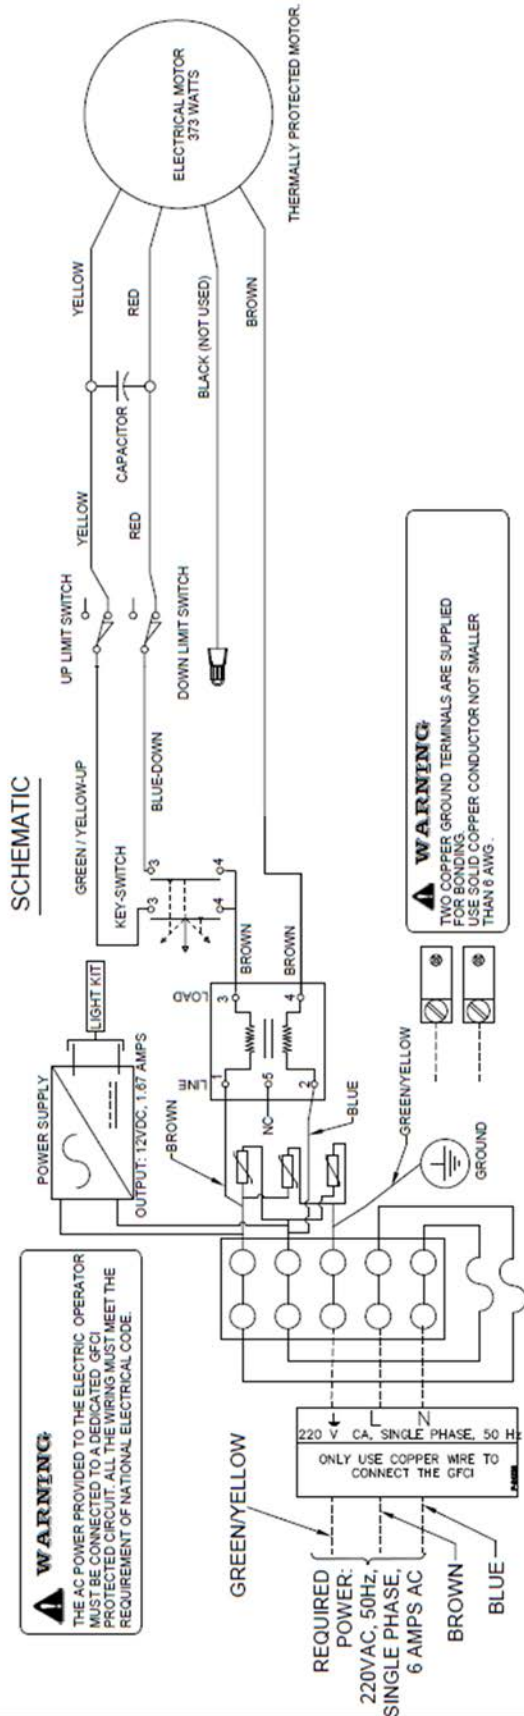 SCHEMATIC
WARNING
THE AC POWER PROVIDED TO THE ELECTRIC OPERATOR
MUST BE CONNECTED TO A DEDICATED GFCI
PROTECTED CIRCUIT. ALL THE WIRING MUST MEET THE
REQUIREMENT OF NATIONAL ELECTRICAL CODE.
POWER SUPPLY
OUTPUT: 12VDC, 1.67 AMPS
LIGHT KIT
GREEN / YELLOW-UP
UP LIMIT SWITCH
YELLOW
YELLOW
KEY-SWITCH
BLUE-DOWN
DOWN LIMIT SWITCH
RED
RED
CAPACITOR
3
3
4
4
ELECTRICAL MOTOR
373 WATTS
THERMALLY PROTECTED MOTOR.
BLACK (NOT USED)
BROWN
BROWN
BROWN
LINE
LOAD
1
3
5
2
4
NC
BROWN
BLUE
GREEN/YELLOW
GROUND
WARNING
TWO COPPER GROUND TERMINALS ARE SUPPLIED
FOR BONDING.
USE SOLID COPPER CONDUCTOR NOT SMALLER
THAN 6 AWG.
GREEN/YELLOW
REQUIRED
POWER:
220VAC, 50Hz,
SINGLE PHASE,
6 AMPS AC
BROWN
BLUE
L
N
220 V CA, SINGLE PHASE, 50 Hz
ONLY USE COPPER WIRE TO
CONNECT THE GFCI